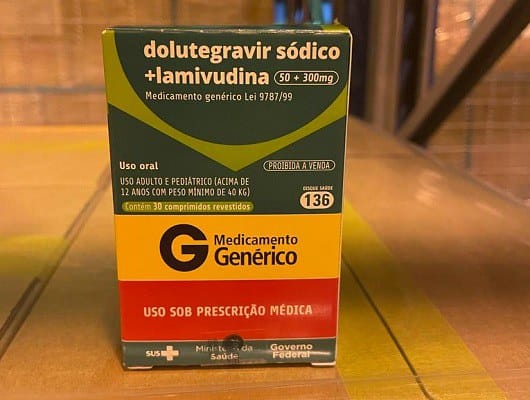 dolutegravir sódico
+lamivudina 50 + 300mg
Medicamento genérico Lei 9787/99
Uso oral
PROIBIDA A VENDA
USO ADULTO E PEDIÁTRICO (ACIMA DE
12 ANOS COM PESO MÍNIMO DE 40 KG)
Contém 30 comprimidos revestidos
DISQUE SAÚDE
136
G Medicamento
Genérico
USO SOB PRESCRIÇÃO MÉDICA
SUS
Ministério da
Saúde
Governo
Federal